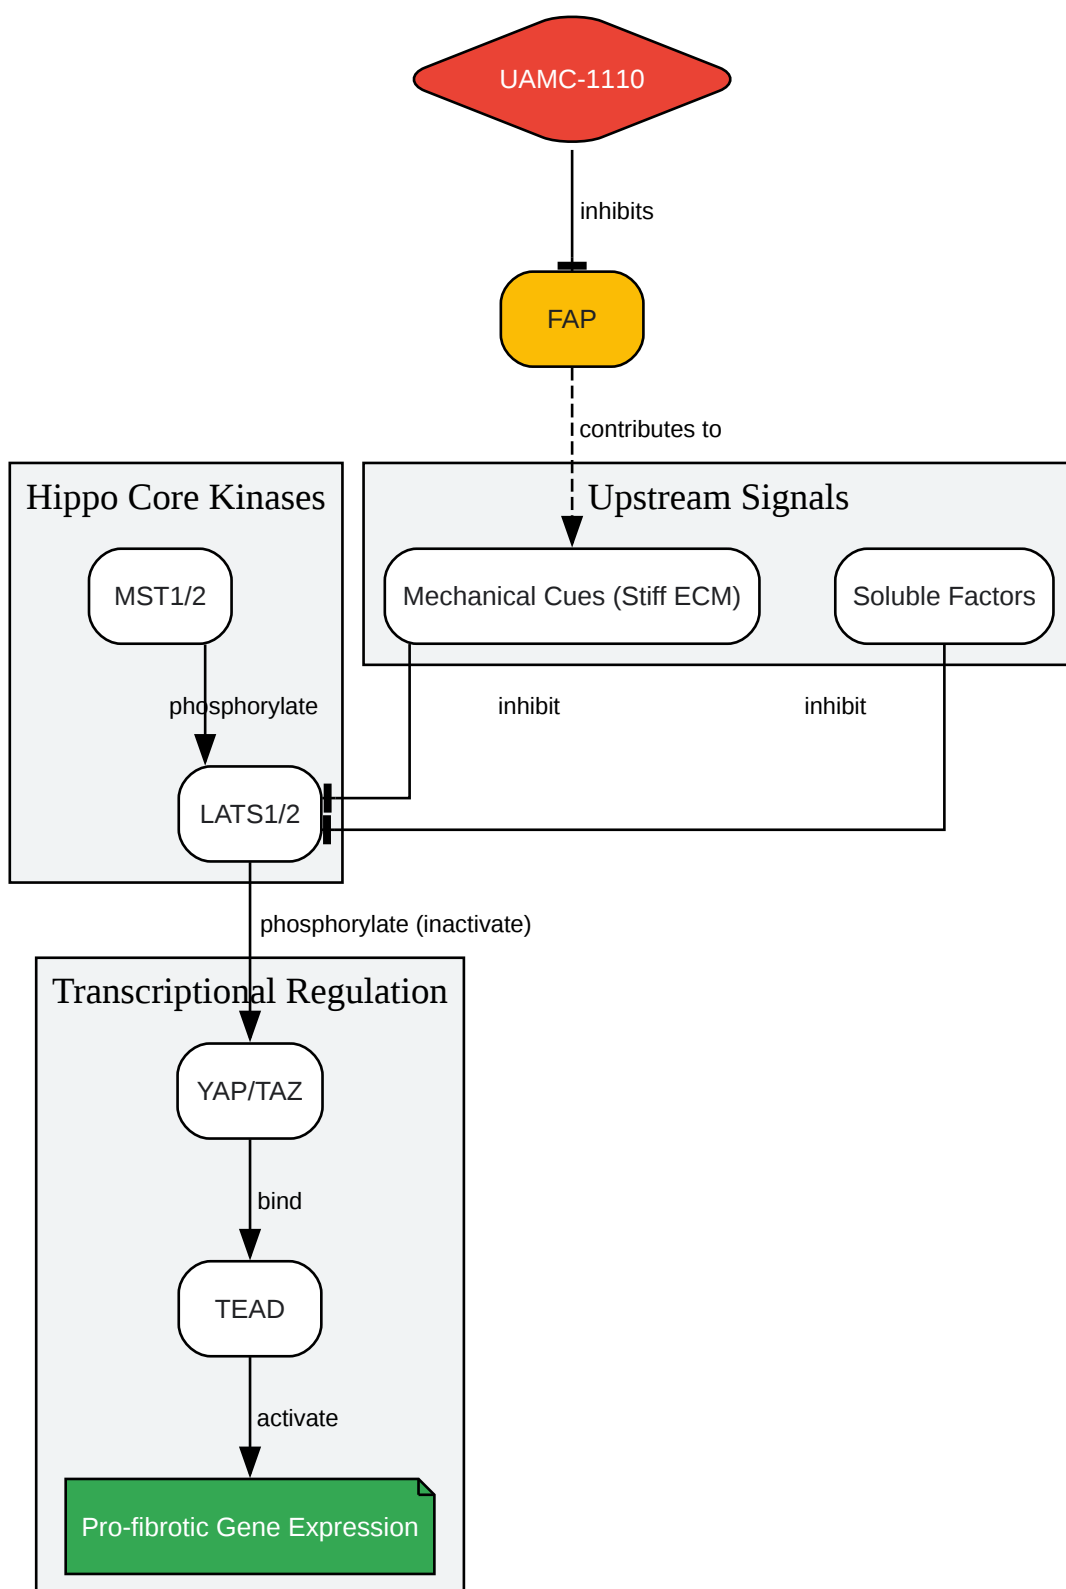 UAMC-1110
inhibits
FAP
contributes to
Hippo Core Kinases
Upstream Signals
MST1/2
Mechanical Cues (Stiff ECM)
Soluble Factors
phosphorylate
inhibit
inhibit
LATS1/2
phosphorylate (inactivate)
Transcriptional Regulation
YAP/TAZ
bind
TEAD
activate
Pro-fibrotic Gene Expression